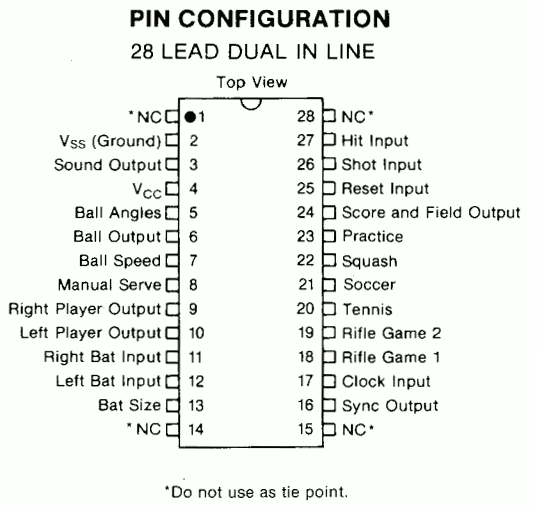 PIN CONFIGURATION
28 LEAD DUAL IN LINE
Top View
*NC 1 28 NC*
VSS (Ground) 2 27 Hit Input
Sound Output 3 26 Shot Input
VCC 4 25 Reset Input
Ball Angles 5 24 Score and Field Output
Ball Output 6 23 Practice
Ball Speed 7 22 Squash
Manual Serve 8 21 Soccer
Right Player Output 9 20 Tennis
Left Player Output 10 19 Rifle Game 2
Right Bat Input 11 18 Rifle Game 1
Left Bat Input 12 17 Clock Input
Bat Size 13 16 Sync Output
*NC 14 15 NC*
*Do not use as tie point.